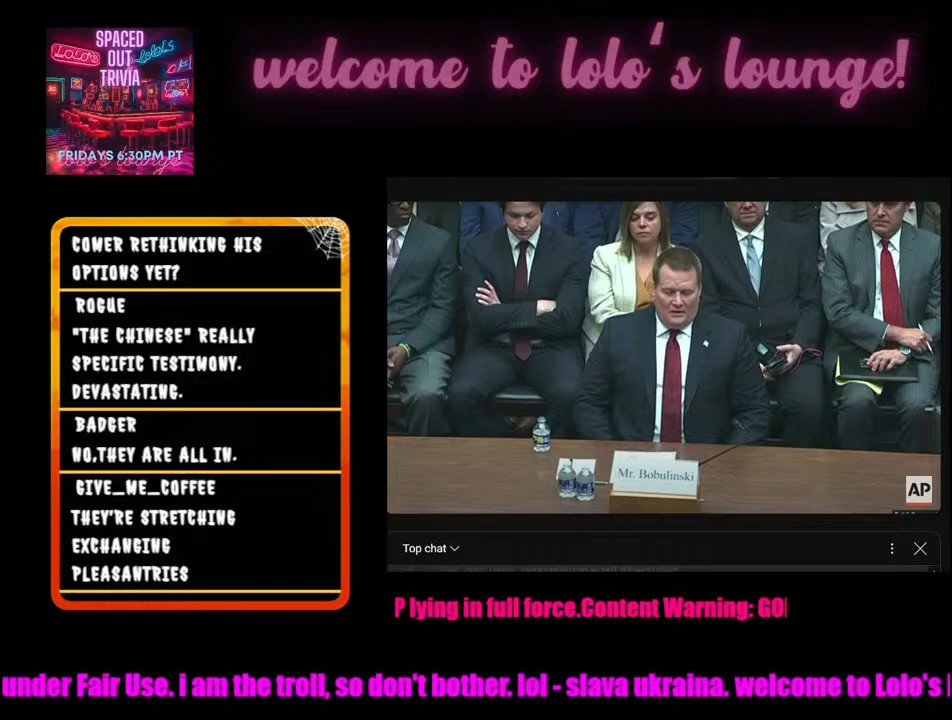 SPACED
OUT
TRIVIA
LOLO'S
LOLO'S
FRIDAYS 6:30PM PT
lolo's lounge
welcome to lolo's lounge!
COMER RETHINKING HIS
OPTIONS YET?
ROGUE
"THE CHINESE" REALLY
SPECIFIC TESTIMONY.
DEVASTATING.
BADGER
NO,THEY ARE ALL IN.
GIVE_ME_COFFEE
THEY'RE STRETCHING
EXCHANGING
PLEASANTRIES
Mr. Bobulinski
AP
Top chat
P lying in full force.Content Warning: GO
under Fair Use. i am the troll, so don't bother. lol - slava ukraina. welcome to Lolo's